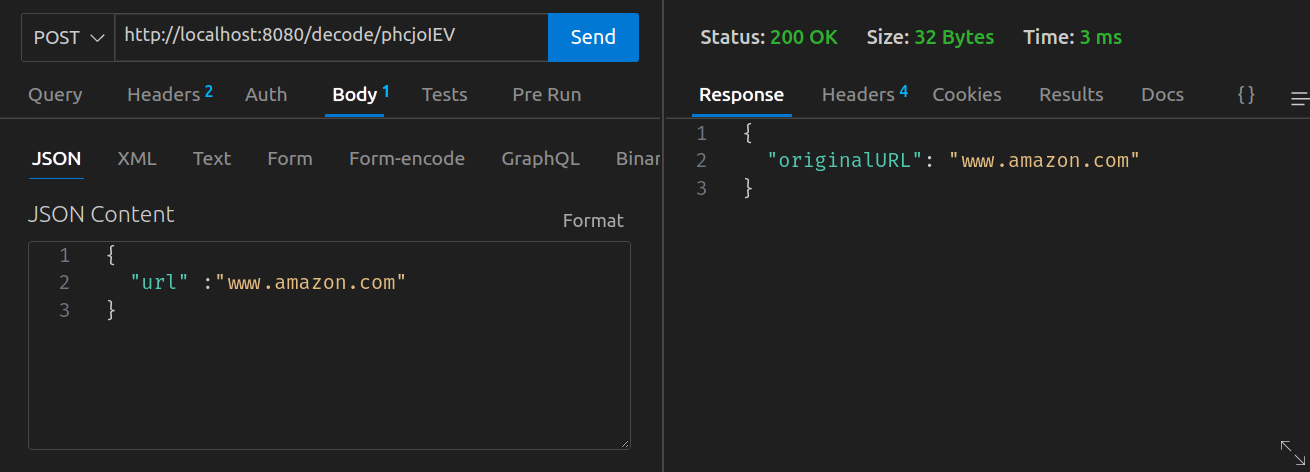 POST http://localhost:8080/decode/phcjoIEV Send
Query Headers 2 Auth Body 1 Tests Pre Run
JSON XML Text Form Form-encode GraphQL Binar
JSON Content Format
1 {
2 "url" :"www.amazon.com"
3 }
Status: 200 OK Size: 32 Bytes Time: 3 ms
Response Headers 4 Cookies Results Docs {}
1 {
2 "originalURL": "www.amazon.com"
3 }